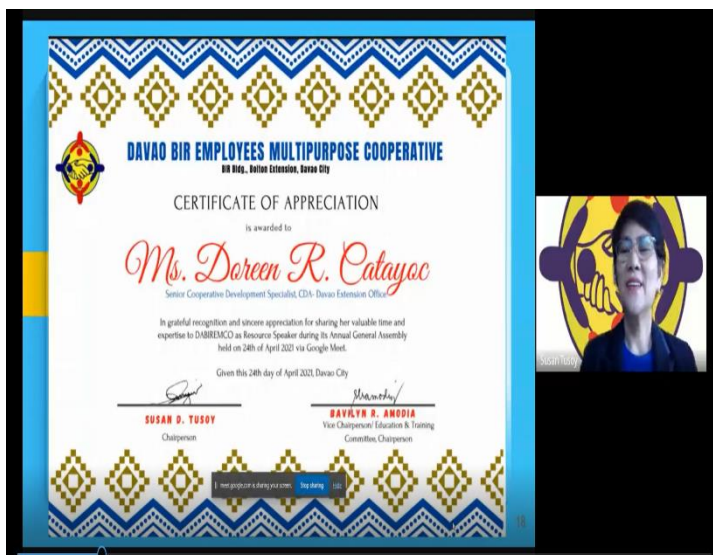 DAVAO BIR EMPLOYEES MULTIPURPOSE COOPERATIVE
BIR Bldg., Bolton Extension, Davao City
CERTIFICATE OF APPRECIATION
is awarded to
Ms. Doreen R. Catayoc
Senior Cooperative Development Specialist, CDA- Davao Extension Office
In grateful recognition and sincere appreciation for sharing her valuable time and
expertise to DABIREMCO as Resource Speaker during its Annual General Assembly
held on 24th of April 2021 via Google Meet.
Given this 24th day of April 2021, Davao City
SUSAN D. TUSOY
Chairperson
BAVILYN R. AMODIA
Vice Chairperson/ Education & Training
Committee, Chairperson
meet.google.com is sharing your screen. Stop sharing Hide
18
Susan Tusoy